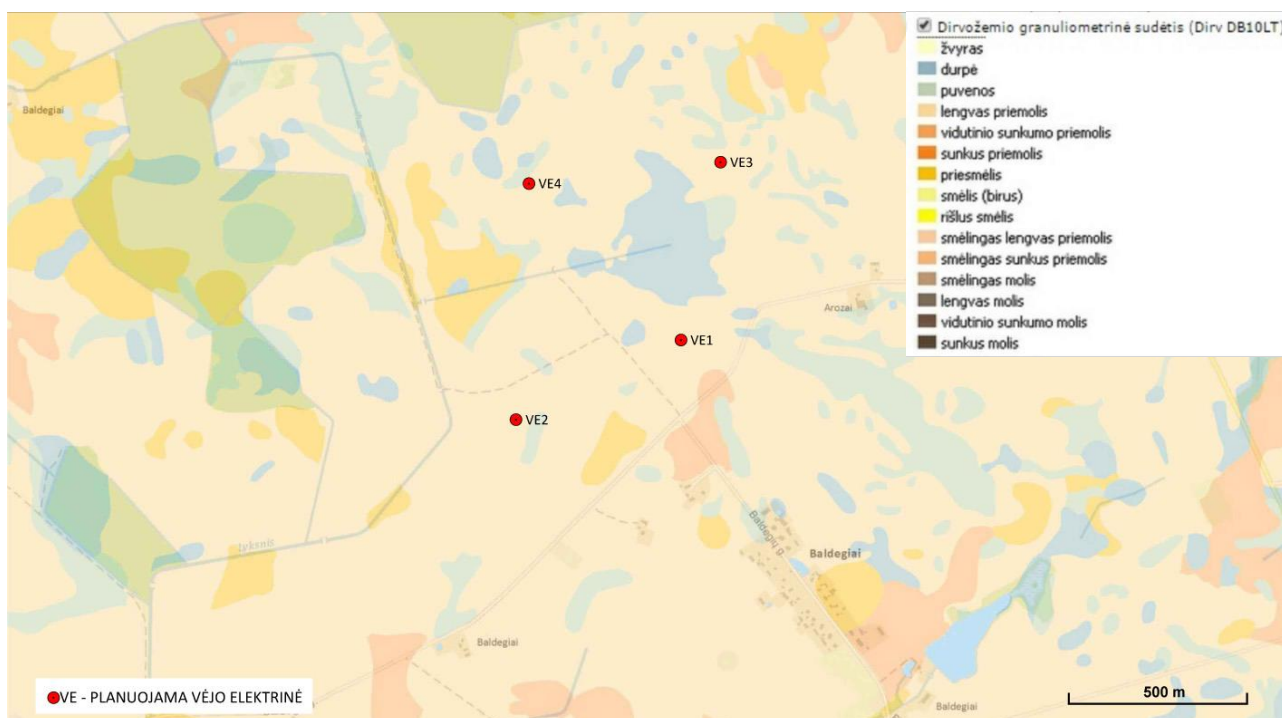 Dirvožemio granuliometrinė sudėtis (Dirv DB10LT)
žvyras
durpė
puvenos
lengvas priemolis
vidutinio sunkumo priemolis
sunkus priemolis
priesmėlis
smėlis (birus)
rišlus smėlis
smėlingas lengvas priemolis
smėlingas sunkus priemolis
smėlingas molis
lengvas molis
vidutinio sunkumo molis
sunkus molis
Baldegiai
VE3
VE4
Arozai
VE1
VE2
Baldegių g.
Baldegiai
Baldegiai
Baldegiai
VE - PLANUOJAMA VĖJO ELEKTRINĖ
500 m